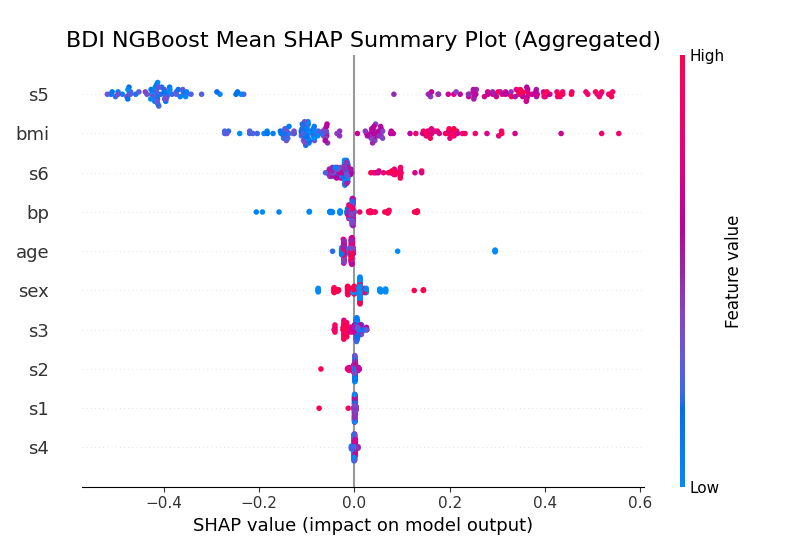 BDI NGBoost Mean SHAP Summary Plot (Aggregated)
High
s5
bmi
s6
bp
age
sex
s3
s2
s1
s4
Feature value
Low
−0.4 −0.2 0.0 0.2 0.4 0.6
SHAP value (impact on model output)